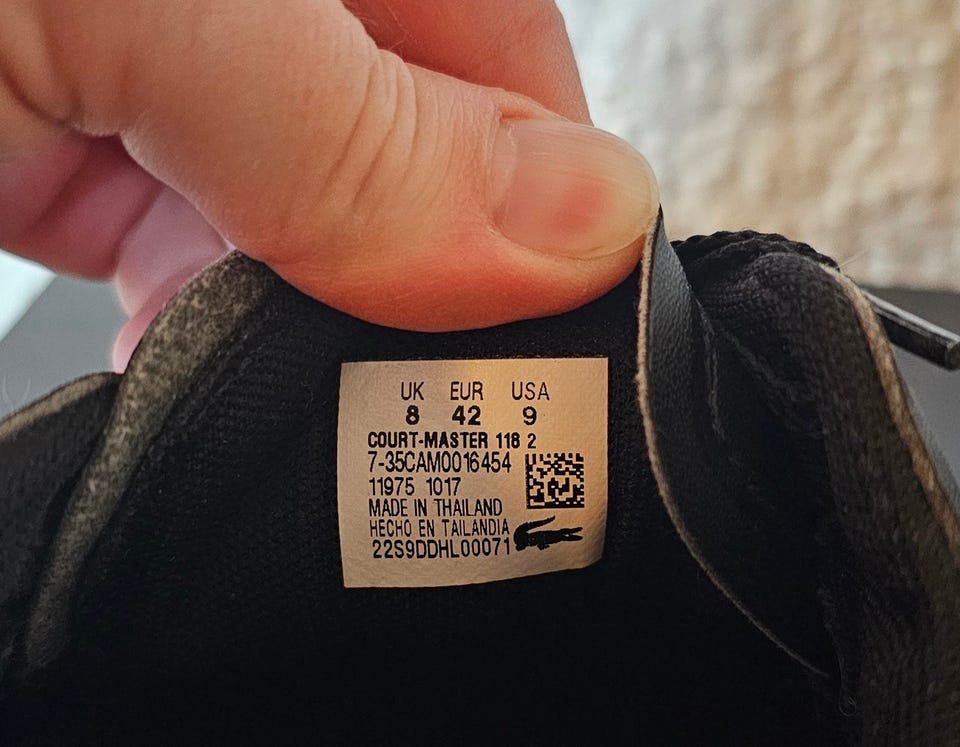 UK EUR USA
8 42 9
COURT-MASTER 118 2
7-35CAM0016454
11975 1017
MADE IN THAILAND
HECHO EN TAILANDIA
22S9DDHL00071